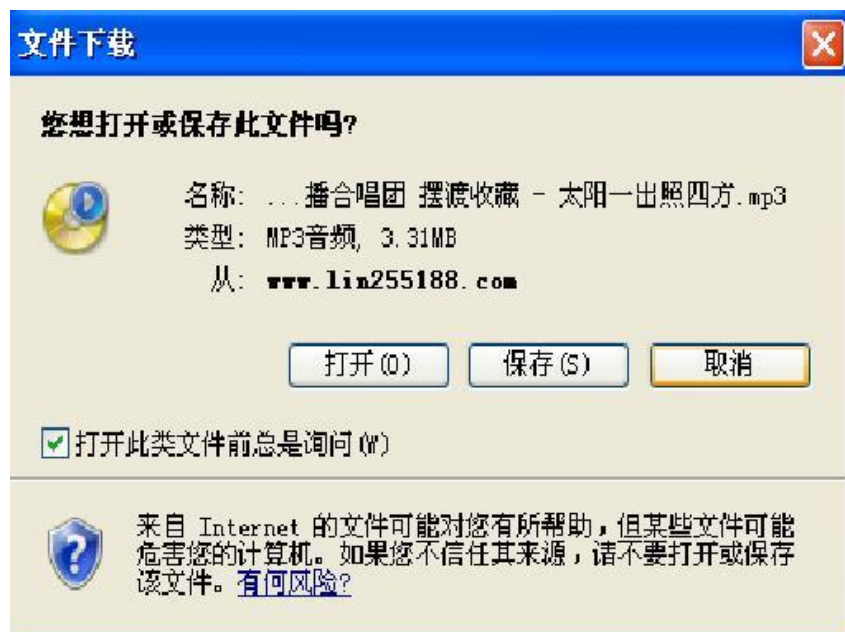 文件下载
您想打开或保存此文件吗?
名称: ...播合唱团 摆渡收藏 - 太阳一出照四方.mp3
类型: MP3音频, 3.31MB
从: www.lin255188.com
打开(O) 保存(S) 取消
打开此类文件前总是询问(W)
来自 Internet 的文件可能对您有所帮助，但某些文件可能
危害您的计算机。如果您不信任其来源，请不要打开或保存
该文件。有何风险?